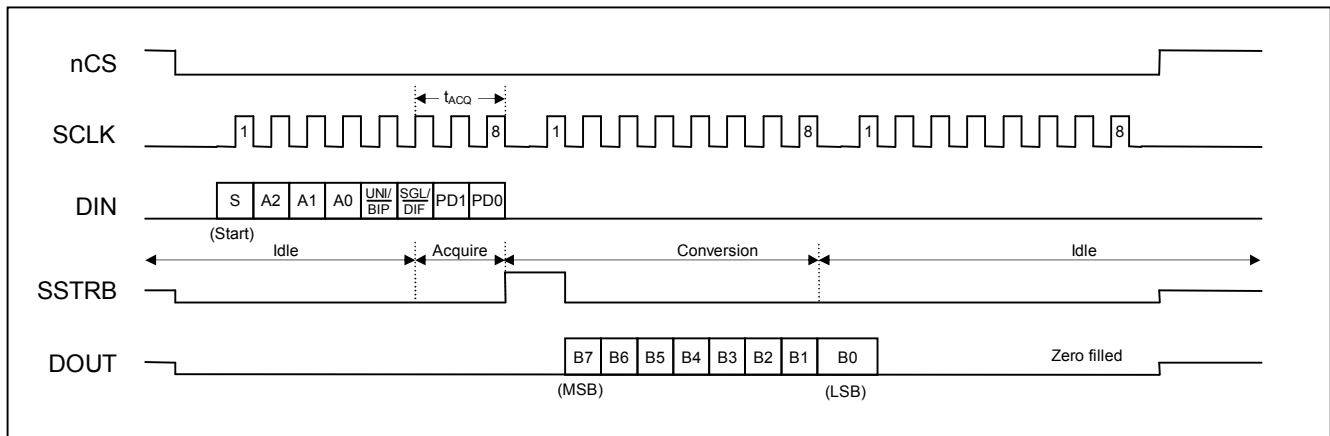 nCS
tACQ
SCLK
1 8 1 8 1 8
DIN
S A2 A1 A0 UNI/BIP SGL/DIF PD1 PD0
(Start)
Idle Acquire Conversion Idle
SSTRB
DOUT
B7 B6 B5 B4 B3 B2 B1 B0 Zero filled
(MSB) (LSB)